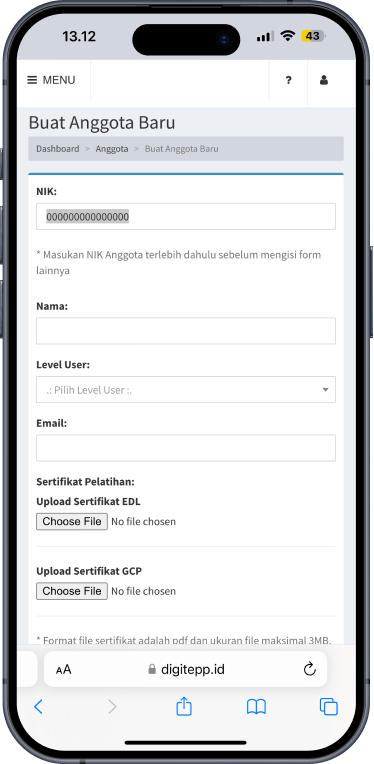 13.12
43
≡ MENU
?
Buat Anggota Baru
Dashboard > Anggota > Buat Anggota Baru
NIK:
000000000000000
* Masukan NIK Anggota terlebih dahulu sebelum mengisi form
lainnya
Nama:
Level User:
.: Pilih Level User :.
Email:
Sertifikat Pelatihan:
Upload Sertifikat EDL
Choose File No file chosen
Upload Sertifikat GCP
Choose File No file chosen
* Format file sertifikat adalah pdf dan ukuran file maksimal 3MB.
AA
digitepp.id